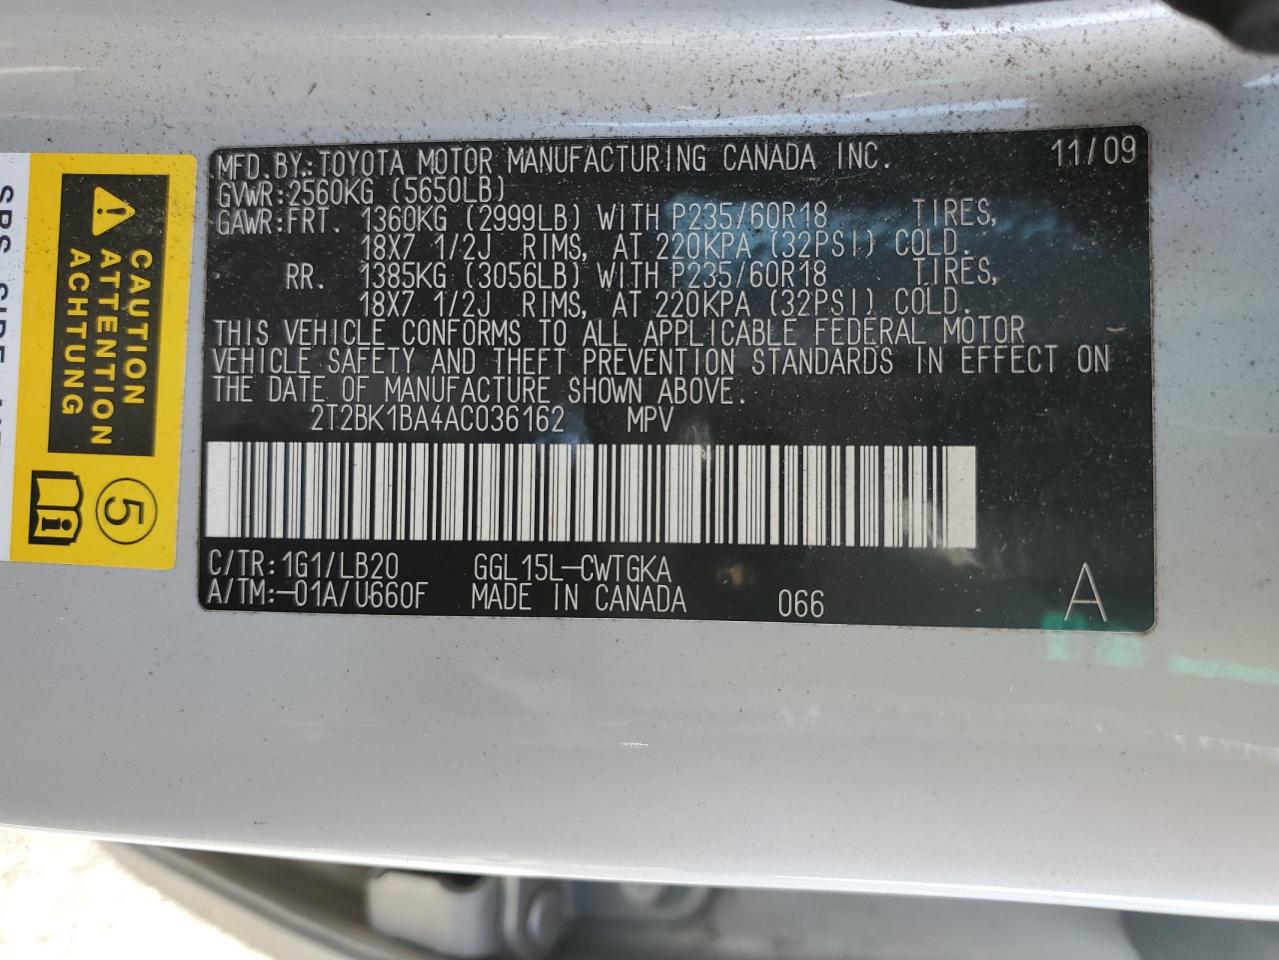 MFD.BY.:TOYOTA MOTOR MANUFACTURING CANADA INC. 11/09
GVWR:2560KG (5650LB)
GAWR:FRT. 1360KG (2999LB) WITH P235/60R18 TIRES,
18X7 1/2J RIMS, AT 220KPA (32PSI) COLD.
RR. 1385KG (3056LB) WITH P235/60R18 TIRES,
18X7 1/2J RIMS, AT 220KPA (32PSI) COLD.
THIS VEHICLE CONFORMS TO ALL APPLICABLE FEDERAL MOTOR
VEHICLE SAFETY AND THEFT PREVENTION STANDARDS IN EFFECT ON
THE DATE OF MANUFACTURE SHOWN ABOVE.
2T2BK1BA4AC036162 MPV
C/TR:1G1/LB20 GGL15L-CWTGKA
A/TM:-01A/U660F MADE IN CANADA 066 A
CAUTION
ATTENTION
ACHTUNG
5
SRS SIDE